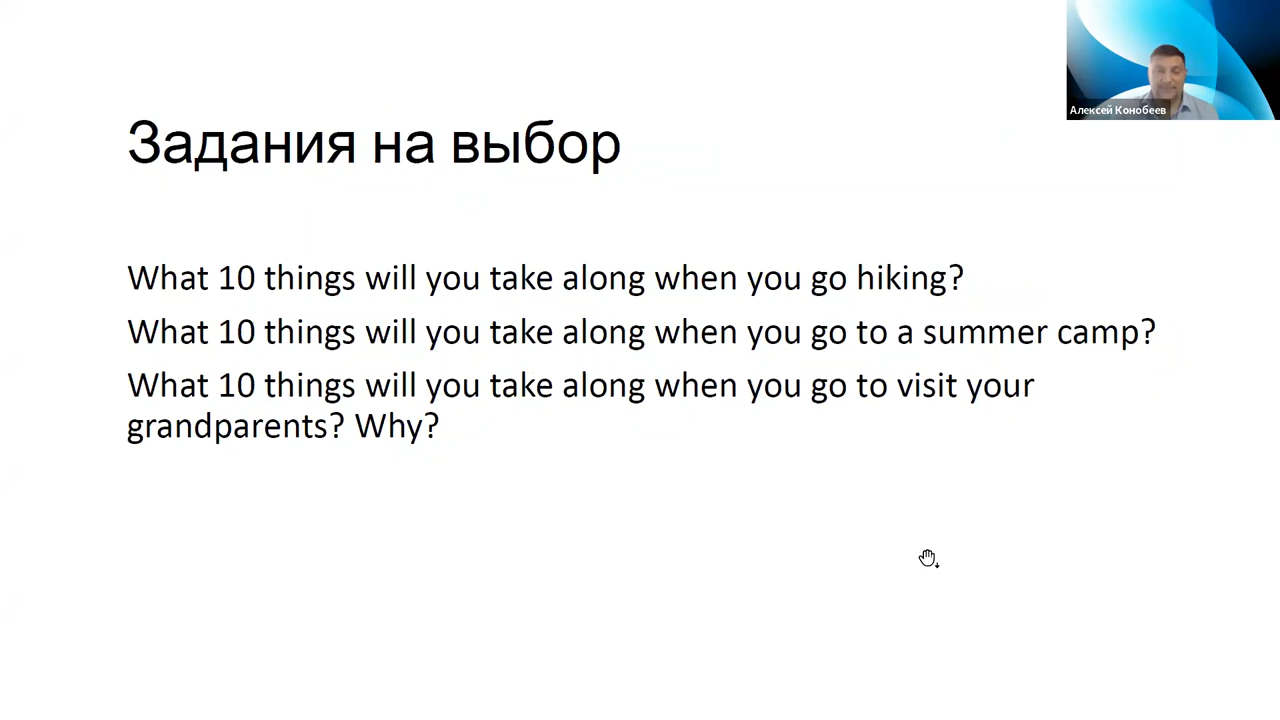 Алексей Конобеев
Задания на выбор
What 10 things will you take along when you go hiking?
What 10 things will you take along when you go to a summer camp?
What 10 things will you take along when you go to visit your
grandparents? Why?